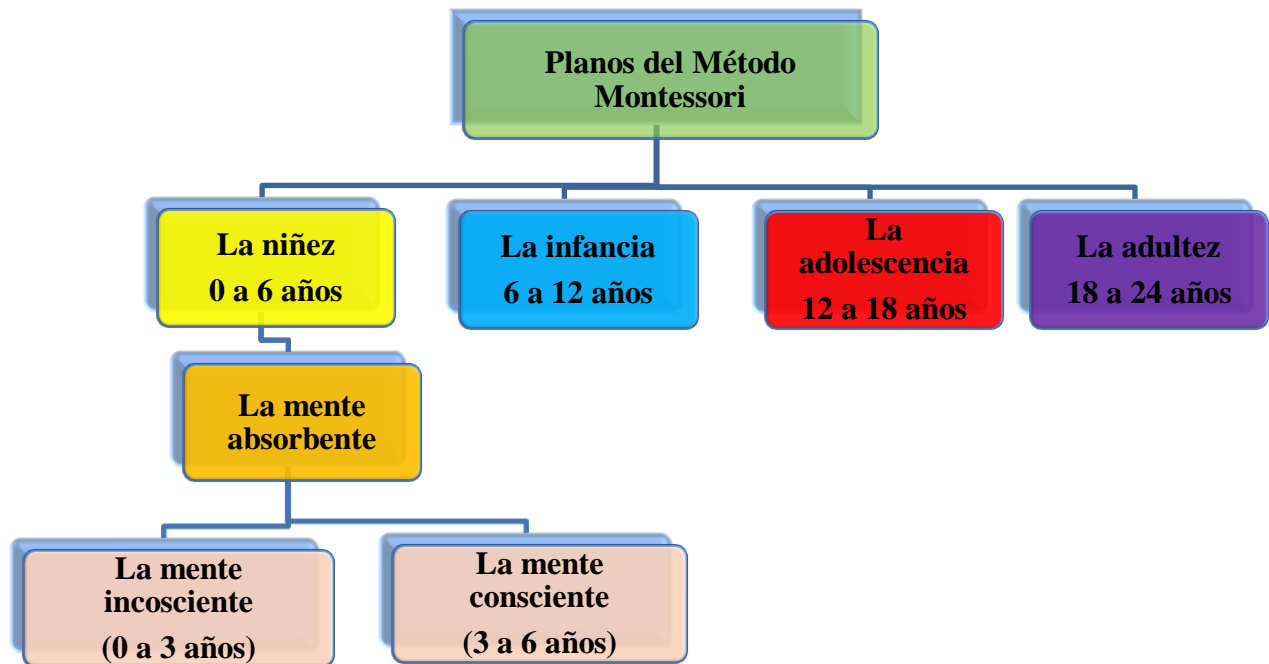 Planos del Método
Montessori
La niñez
0 a 6 años
La infancia
6 a 12 años
La
adolescencia
12 a 18 años
La adultez
18 a 24 años
La mente
absorbente
La mente
incosciente
(0 a 3 años)
La mente
consciente
(3 a 6 años)